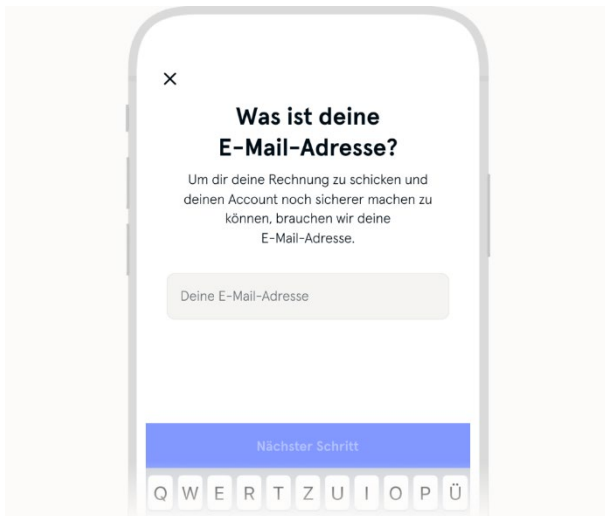 Was ist deine
E-Mail-Adresse?
Um dir deine Rechnung zu schicken und
deinen Account noch sicherer machen zu
können, brauchen wir deine
E-Mail-Adresse.
Deine E-Mail-Adresse
Nächster Schritt
Q W E R T Z U I O P Ü